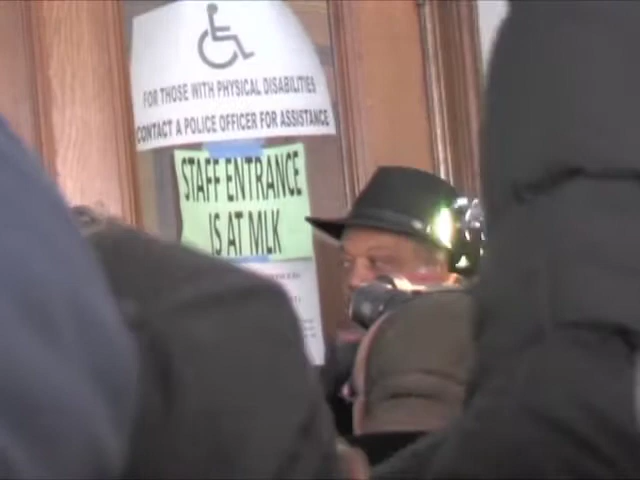 FOR THOSE WITH PHYSICAL DISABILITIES
CONTACT A POLICE OFFICER FOR ASSISTANCE
STAFF ENTRANCE
IS AT MLK